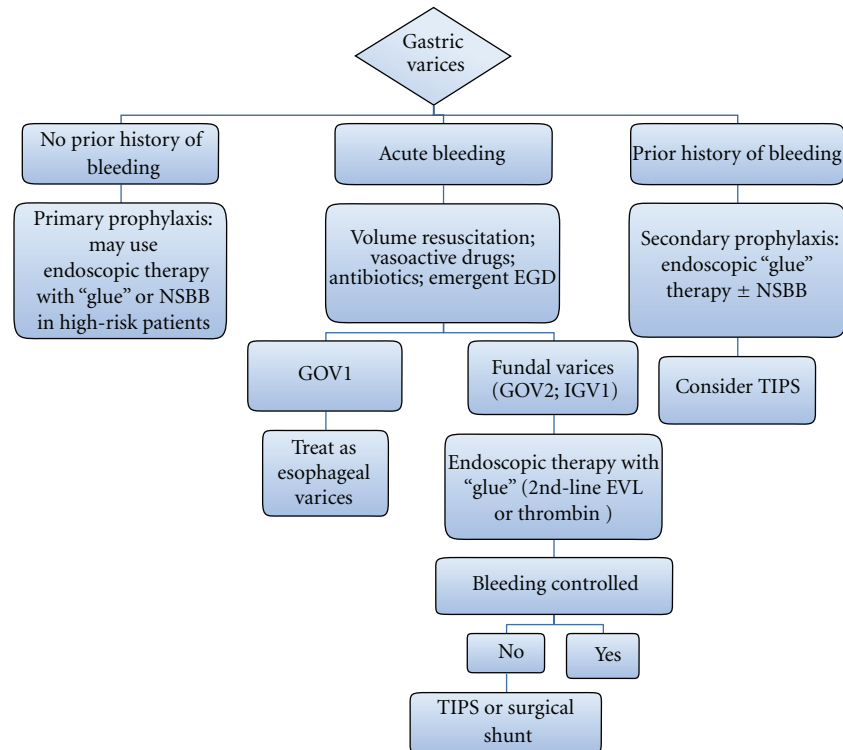 Gastric
varices
No prior history of
bleeding
Acute bleeding
Prior history of bleeding
Primary prophylaxis:
may use
endoscopic therapy
with “glue” or NSBB
in high-risk patients
Volume resuscitation;
vasoactive drugs;
antibiotics; emergent EGD
Secondary prophylaxis:
endoscopic “glue”
therapy ± NSBB
GOV1
Fundal varices
(GOV2; IGV1)
Consider TIPS
Treat as
esophageal
varices
Endoscopic therapy with
“glue” (2nd-line EVL
or thrombin )
Bleeding controlled
No
Yes
TIPS or surgical
shunt